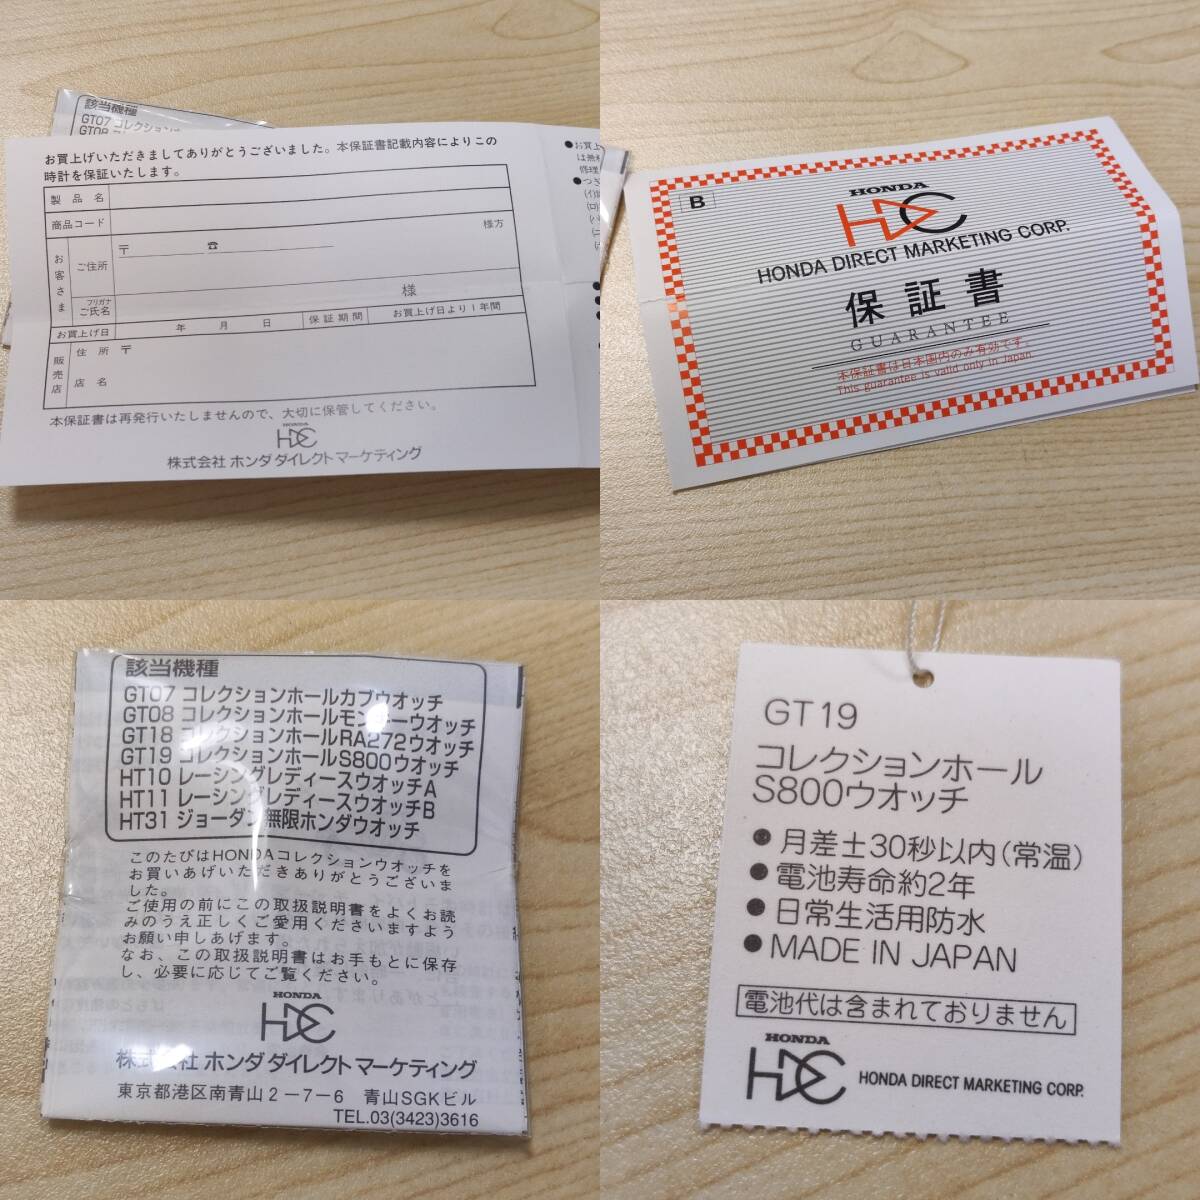 該当機種
GT07 コレクション
お買上げいただきましてありがとうございました。本保証書記載内容によりこの
時計を保証いたします。
製品名
商品コード
様方
お客さま
ご住所
〒 ☎
フリガナ
ご氏名
様
お買上げ日
年 月 日
保証期間
お買上げ日より1年間
販売店
住所 〒
店名
本保証書は再発行いたしませんので、大切に保管してください。
HONDA
HDC
株式会社 ホンダダイレクトマーケティング
B
HONDA
HDC
HONDA DIRECT MARKETING CORP.
保証書
GUARANTEE
本保証書は日本国内のみ有効です。
This guarantee is valid only in Japan.
該当機種
GT07 コレクションホールカブウオッチ
GT08 コレクションホールモンキーウオッチ
GT18 コレクションホールRA272ウオッチ
GT19 コレクションホールS800ウオッチ
HT10 レーシングレディースウオッチA
HT11 レーシングレディースウオッチB
HT31 ジョーダン無限ホンダウオッチ
このたびはHONDAコレクションウオッチを
お買いあげいただきありがとうございま
した。
ご使用の前にこの取扱説明書をよくお読
みのうえ正しくご愛用くださいますよう
お願い申しあげます。
なお、この取扱説明書はお手もとに保存
し、必要に応じてご覧ください。
HONDA
HDC
株式会社 ホンダダイレクトマーケティング
東京都港区南青山2-7-6 青山SGKビル
TEL.03(3423)3616
GT19
コレクションホール
S800ウオッチ
●月差±30秒以内(常温)
●電池寿命約2年
●日常生活用防水
●MADE IN JAPAN
電池代は含まれておりません
HONDA
HDC HONDA DIRECT MARKETING CORP.